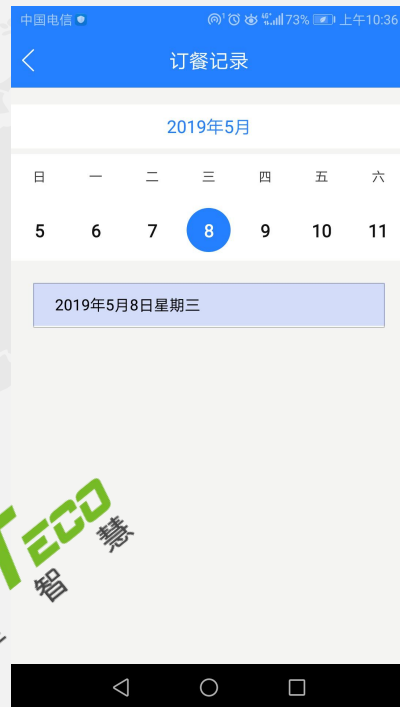 中国电信 73% 上午10:36
订餐记录
2019年5月
日 一 二 三 四 五 六
5 6 7 8 9 10 11
2019年5月8日星期三
TECO
智慧